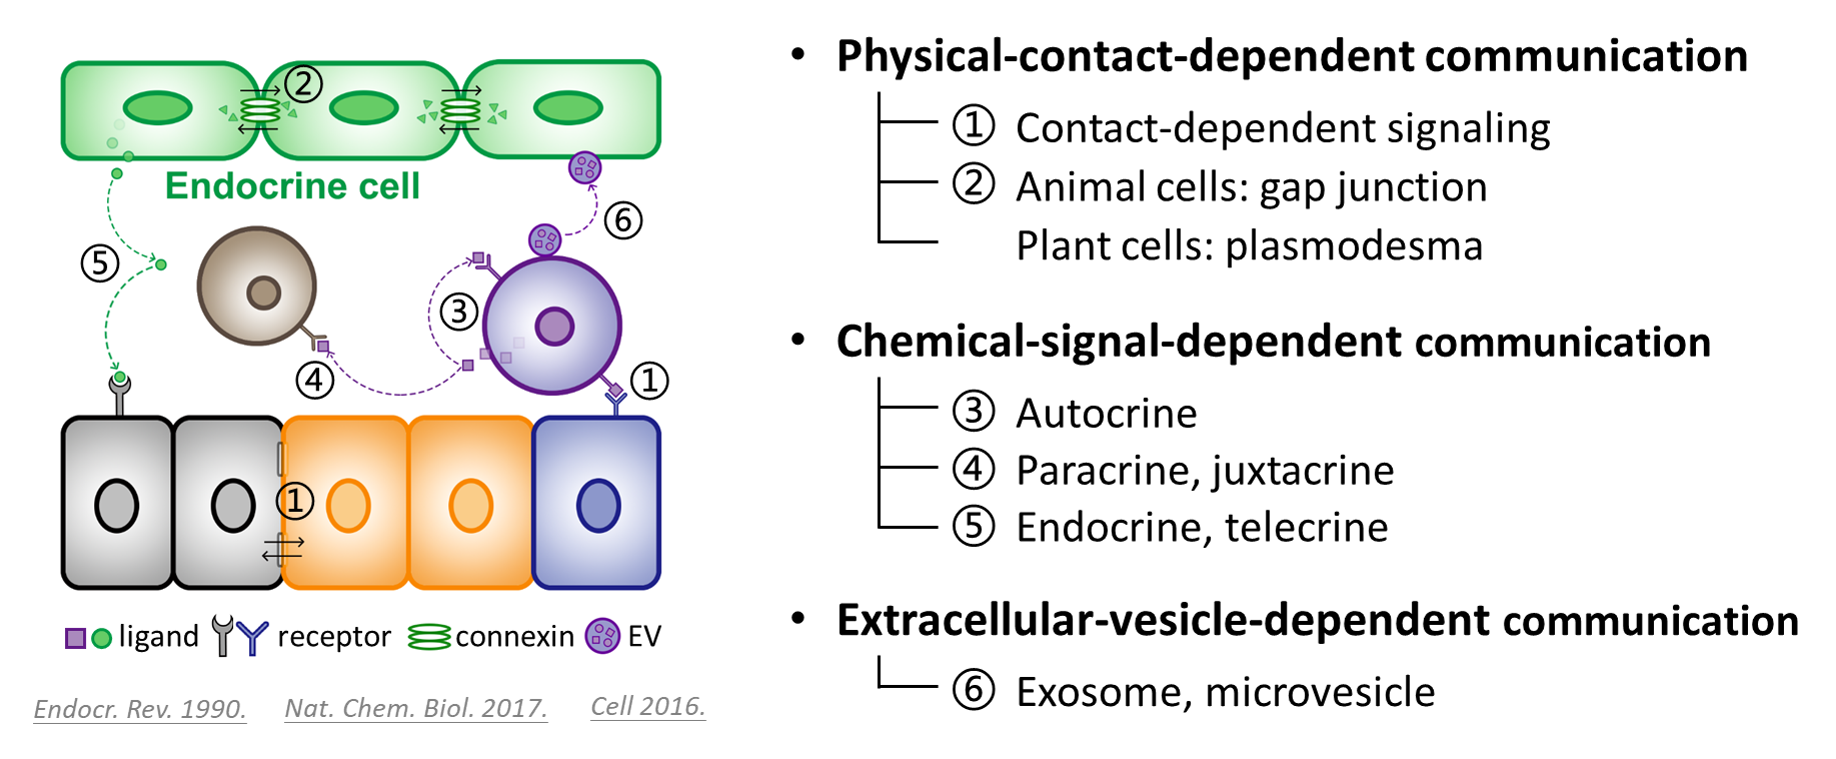 ②
Endocrine cell
⑥
⑤
③
④
①
①
ligand receptor connexin EV
Endocr. Rev. 1990. Nat. Chem. Biol. 2017. Cell 2016.
• Physical-contact-dependent communication
① Contact-dependent signaling
② Animal cells: gap junction
Plant cells: plasmodesma
• Chemical-signal-dependent communication
③ Autocrine
④ Paracrine, juxtacrine
⑤ Endocrine, telecrine
• Extracellular-vesicle-dependent communication
⑥ Exosome, microvesicle